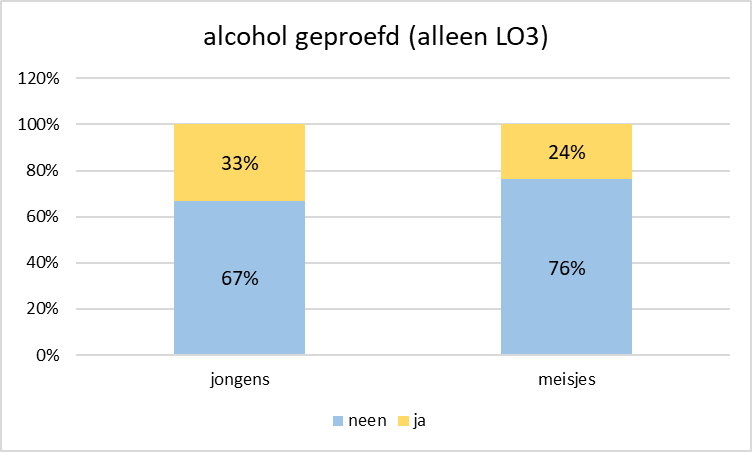 alcohol geproefd (alleen LO3)
120%
100%
80%
60%
40%
20%
0%
33%
67%
24%
76%
jongens
meisjes
neen
ja